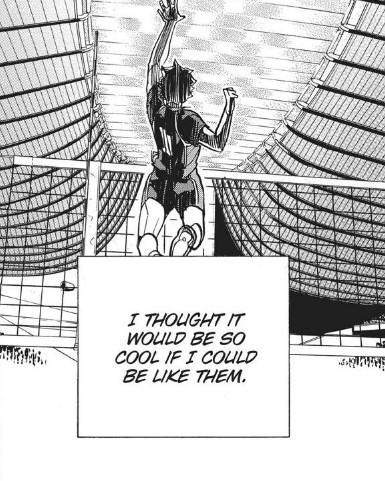 I THOUGHT IT
WOULD BE SO
COOL IF I COULD
BE LIKE THEM.